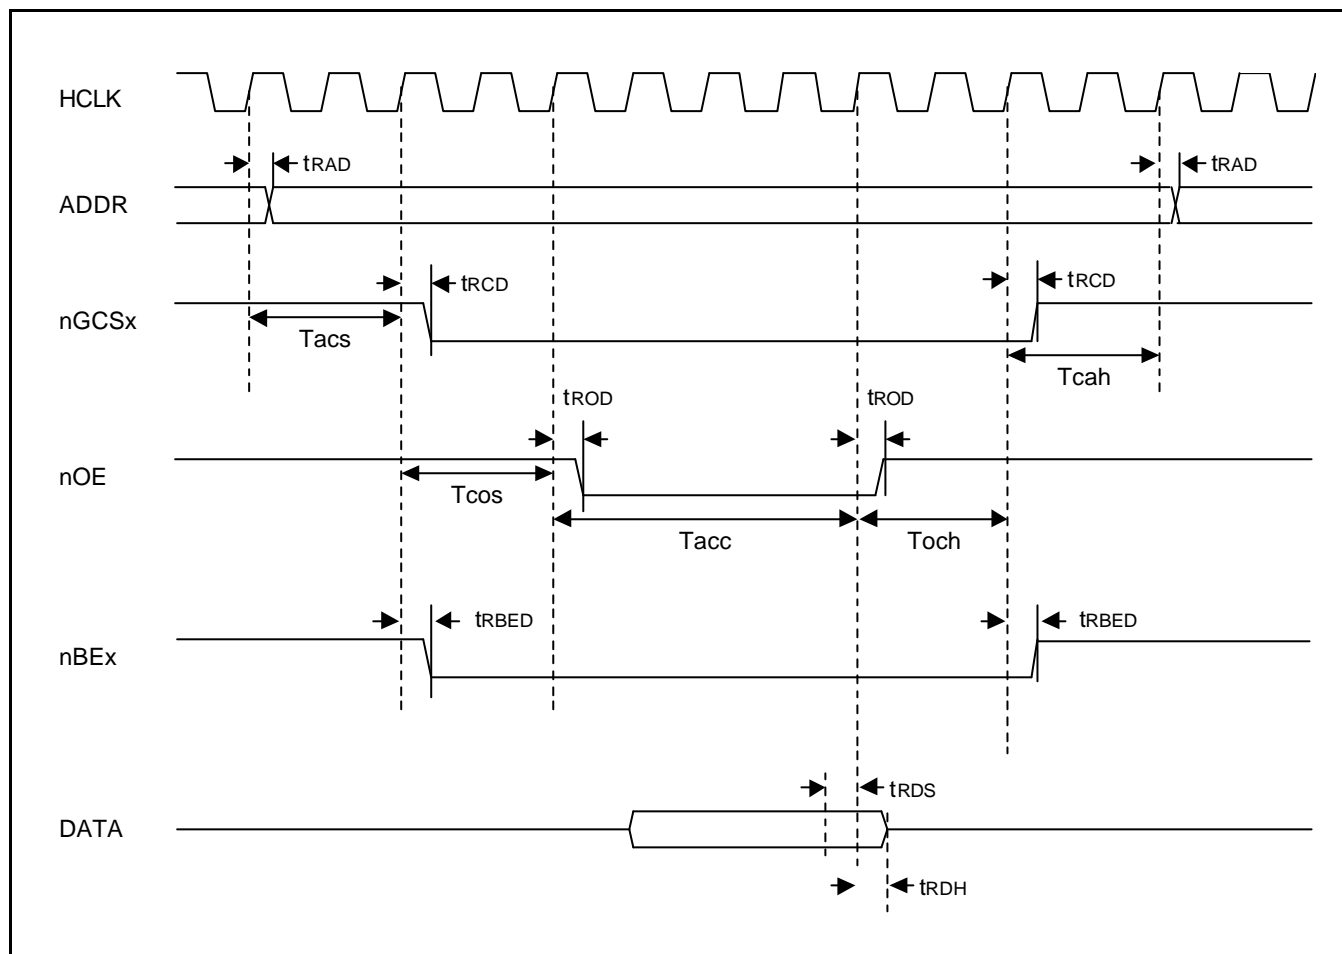 HCLK
tRAD
tRAD
ADDR
tRCD
tRCD
nGCSx
Tacs
Tcah
tROD
tROD
nOE
Tcos
Tacc
Toch
tRBED
tRBED
nBEx
tRDS
DATA
tRDH